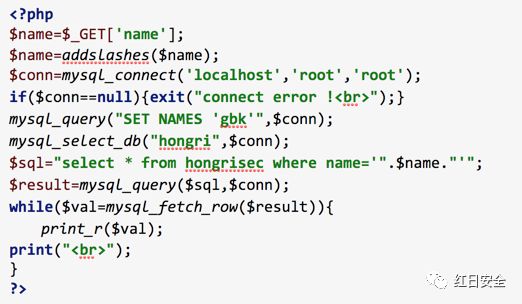 <?php
$name=$_GET['name'];
$name=addslashes($name);
$conn=mysql_connect('localhost','root','root');
if($conn==null){exit("connect error !<br>");}
mysql_query("SET NAMES 'gbk'",$conn);
mysql_select_db("hongri",$conn);
$sql="select * from hongrisec where name='".$name."'";
$result=mysql_query($sql,$conn);
while($val=mysql_fetch_row($result)){
    print_r($val);
print("<br>");
}
?>
红日安全